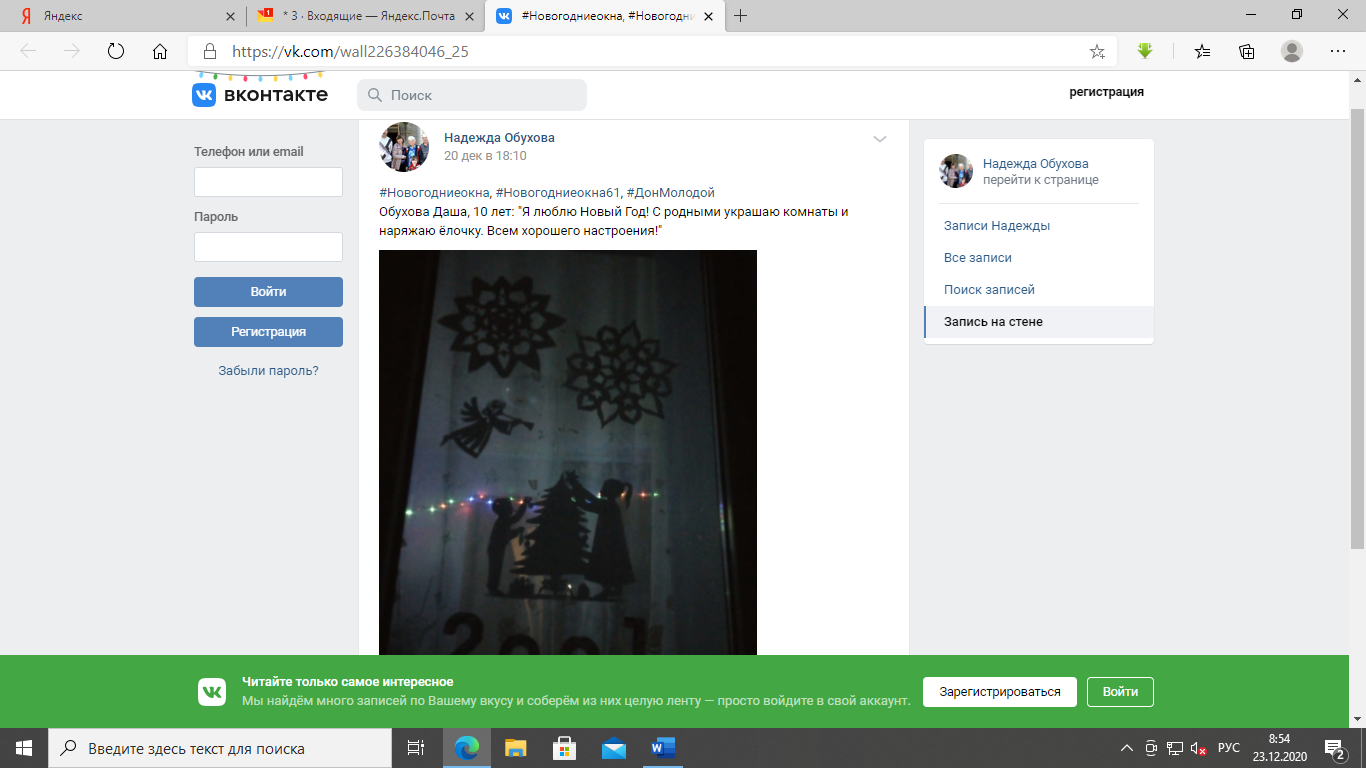 Яндекс
* 3 · Входящие — Яндекс.Почта
#Новогодниеокна, #Новогодни
https://vk.com/wall226384046_25
вконтакте
Поиск
регистрация
Телефон или email
Пароль
Войти
Регистрация
Забыли пароль?
Надежда Обухова
20 дек в 18:10
#Новогодниеокна, #Новогодниеокна61, #ДонМолодой
Обухова Даша, 10 лет: "Я люблю Новый Год! С родными украшаю комнаты и
наряжаю ёлочку. Всем хорошего настроения!"
Надежда Обухова
перейти к странице
Записи Надежды
Все записи
Поиск записей
Запись на стене
Читайте только самое интересное
Мы найдём много записей по Вашему вкусу и соберём из них целую ленту — просто войдите в свой аккаунт.
Зарегистрироваться
Войти
Введите здесь текст для поиска
РУС
8:54
23.12.2020
2